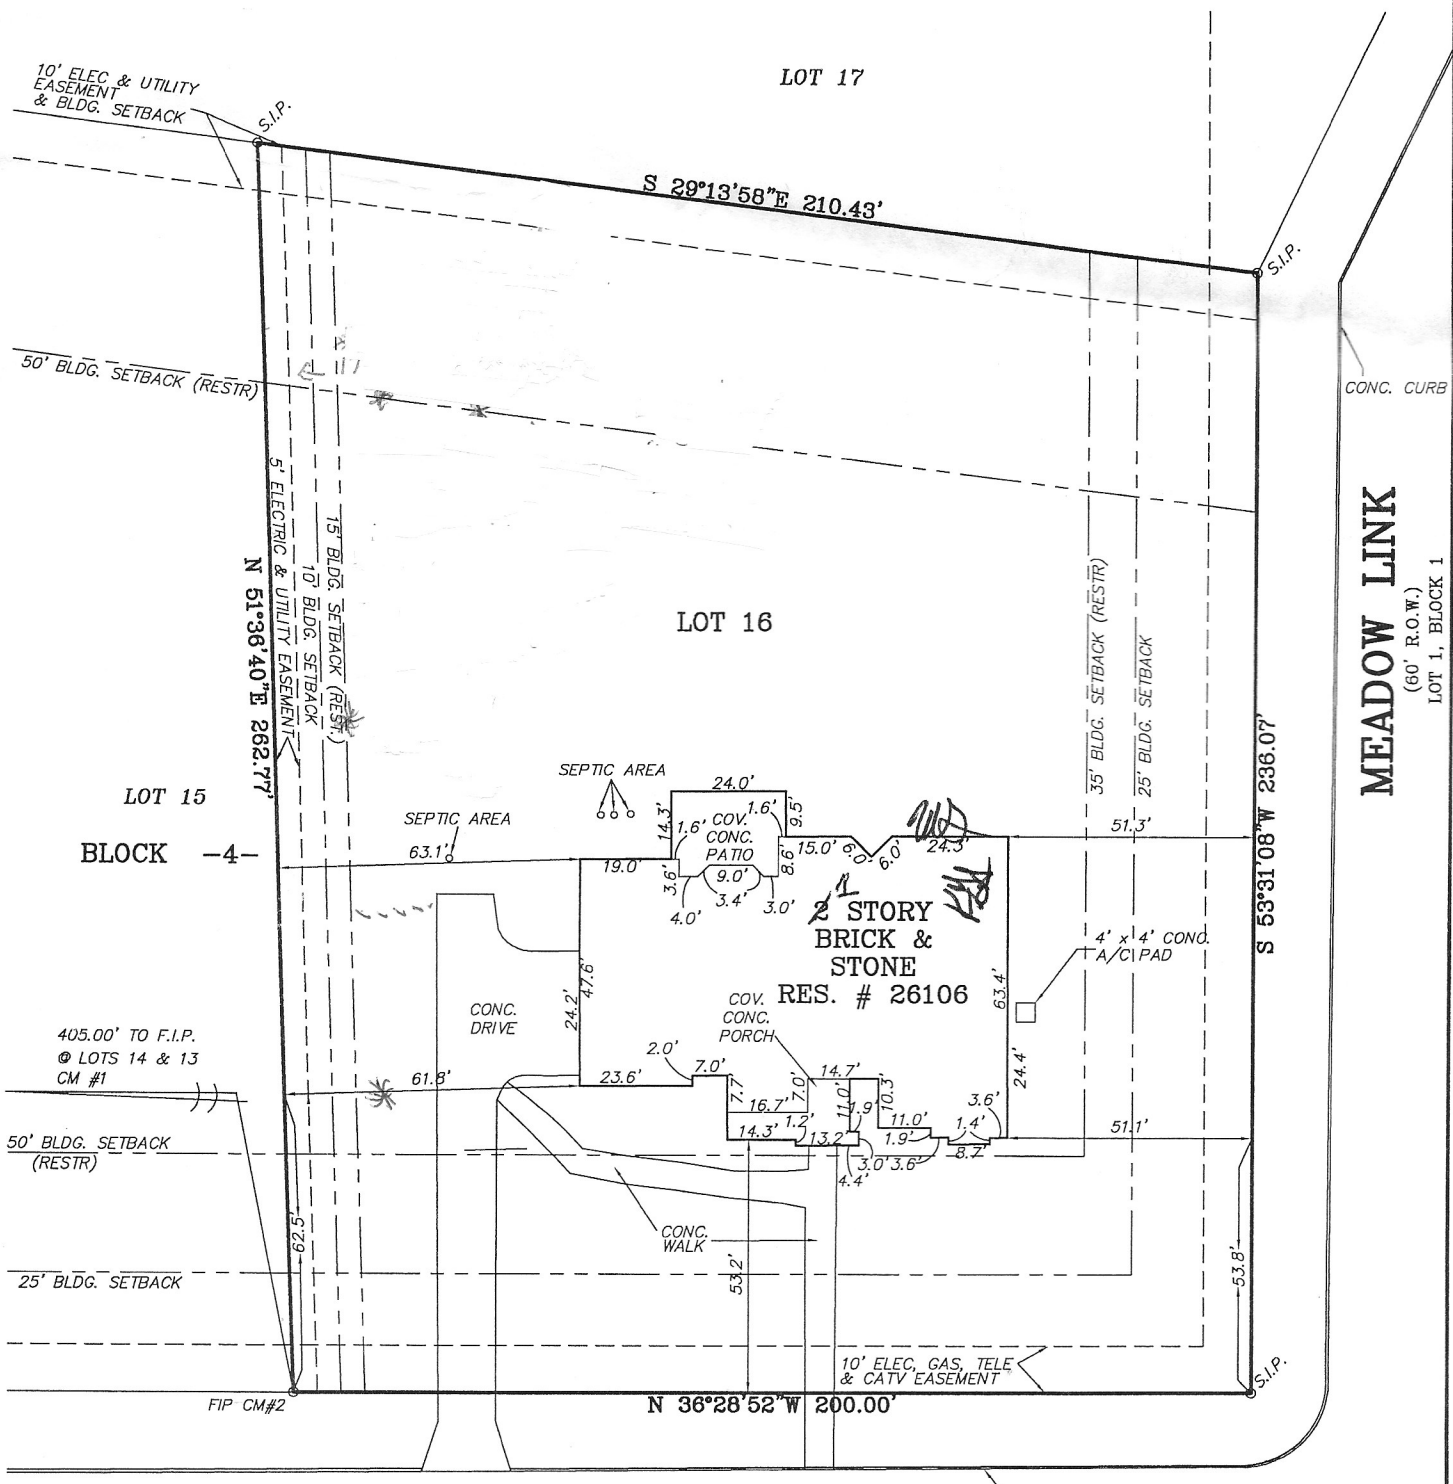 LOT 17
10' ELEC & UTILITY
EASEMENT
& BLDG. SETBACK
S.I.P.
S 29°13'58"E 210.43'
S.I.P.
50' BLDG. SETBACK (RESTR)
CONC. CURB
5' ELECTRIC & UTILITY EASEMENT
10' BLDG. SETBACK
15' BLDG. SETBACK (REST.)
N 51°36'40"E 262.77'
LOT 16
35' BLDG. SETBACK (RESTR)
25' BLDG. SETBACK
MEADOW LINK
(60' R.O.W.)
LOT 1, BLOCK 1
S 53°31'08"W 236.07'
LOT 15
BLOCK -4-
SEPTIC AREA
SEPTIC AREA
63.1'
19.0'
14.3'
24.0'
9.5'
1.6'
1.6'
COV.
CONC.
PATIO
3.6'
8.6'
9.0'
4.0'
3.4'
3.0'
15.0'
6.0'
6.0'
24.3'
51.3'
2 1 STORY
BRICK &
STONE
RES. # 26106
4' x 4' CONC.
A/C PAD
63.4'
24.4'
47.6'
24.2'
CONC.
DRIVE
COV.
CONC.
PORCH
405.00' TO F.I.P.
@ LOTS 14 & 13
CM #1
61.8'
23.6'
2.0'
7.0'
7.7'
16.7'
7.0'
14.7'
11.0'
10.3'
1.9'
14.3'
1.2'
13.2'
4.4'
3.0'
11.0'
1.9'
3.6'
1.4'
8.7'
3.6'
51.1'
50' BLDG. SETBACK
(RESTR)
62.5'
CONC.
WALK
53.2'
53.8'
25' BLDG. SETBACK
10' ELEC, GAS, TELE
& CATV EASEMENT
S.I.P.
FIP CM#2
N 36°28'52"W 200.00'